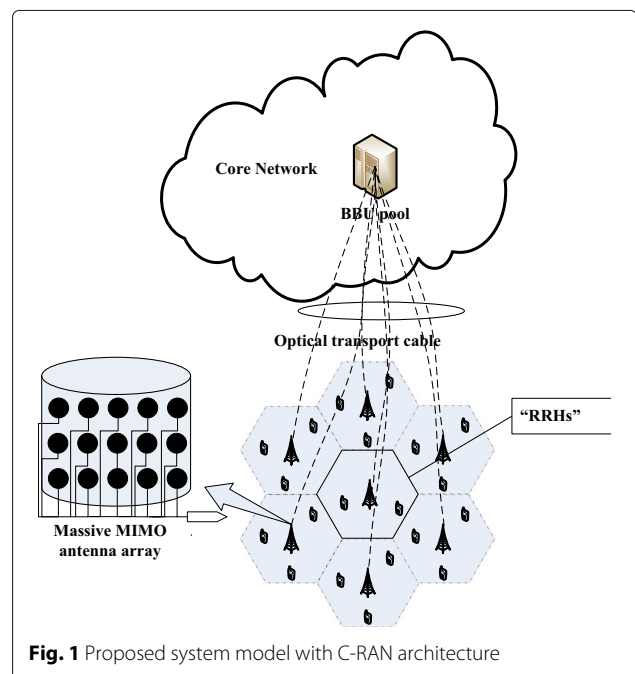 Core Network
BBU pool
Optical transport cable
“RRHs”
Massive MIMO
antenna array
Fig. 1 Proposed system model with C-RAN architecture